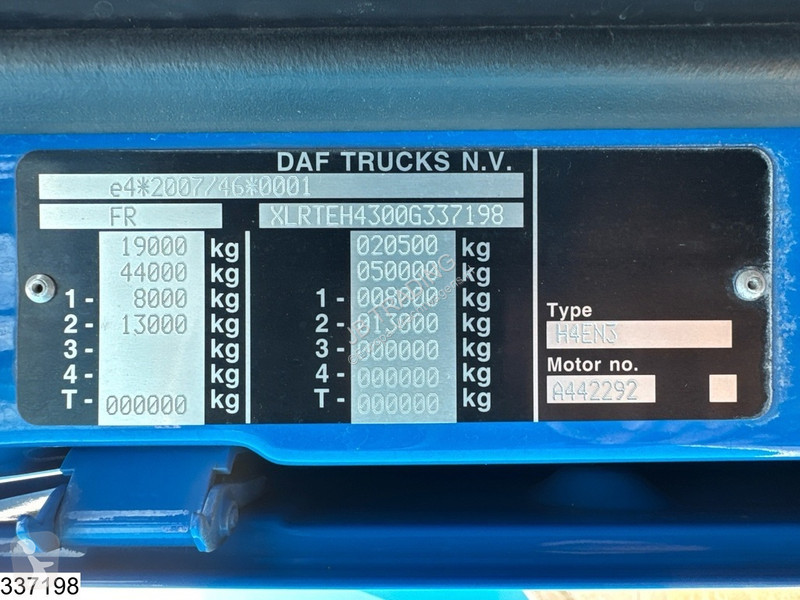 DAF TRUCKS N.V.
e4*2007/46*0001
FR XLRTEH4300G337198
19000 kg 020500 kg
44000 kg 050000 kg
1- 8000 kg 1- 008000 kg
2- 13000 kg 2- 013000 kg
3- kg 3- 000000 kg
4- kg 4- 000000 kg
T- 000000 kg T- 000000 kg
Type
H4EN3
Motor no.
A442292
337198